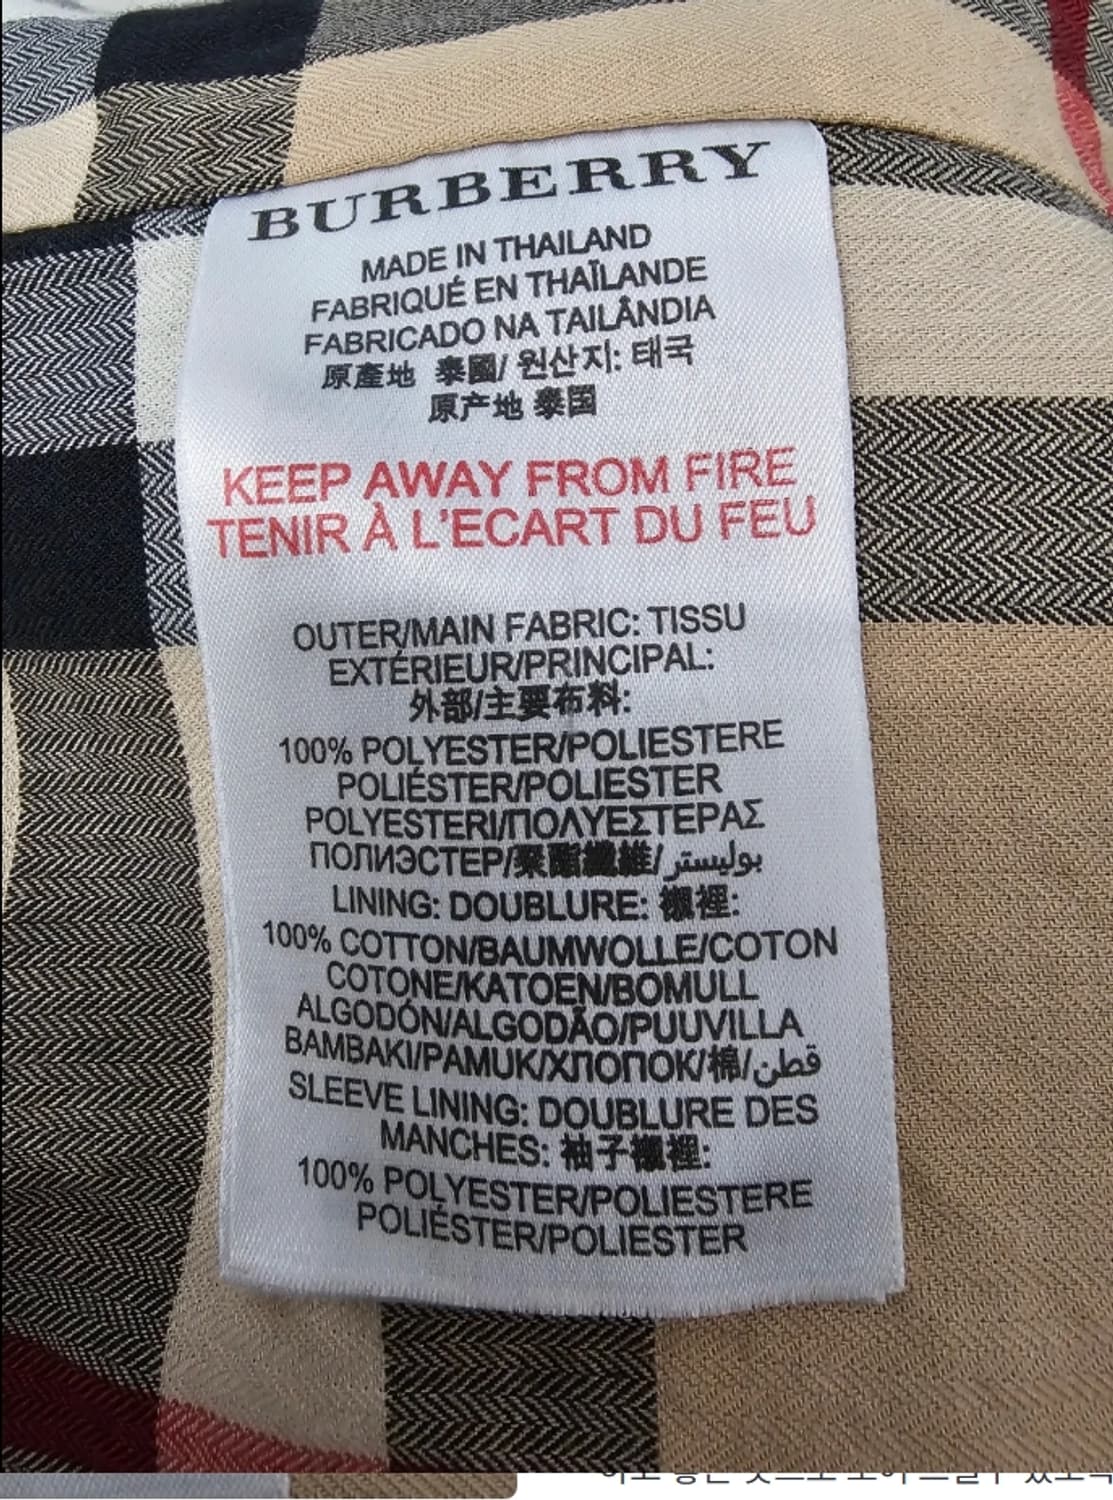 BURBERRY
MADE IN THAILAND
FABRIQUÉ EN THAÏLANDE
FABRICADO NA TAILÂNDIA
原產地 泰國/ 원산지: 태국
原产地 泰国
KEEP AWAY FROM FIRE
TENIR À L'ECART DU FEU
OUTER/MAIN FABRIC: TISSU
EXTÉRIEUR/PRINCIPAL:
外部/主要布料:
100% POLYESTER/POLIESTERE
POLIÉSTER/POLIESTER
POLYESTERI/ΠΟΛΥΕΣΤΕΡΑΣ
ПОЛИЭСТЕР/聚酯纖維/بوليستر
LINING: DOUBLURE: 襯裡:
100% COTTON/BAUMWOLLE/COTON
COTONE/KATOEN/BOMULL
ALGODÓN/ALGODÃO/PUUVILLA
BAMBAKI/PAMUK/ХЛОПОК/棉/قطن
SLEEVE LINING: DOUBLURE DES
MANCHES: 袖子襯裡:
100% POLYESTER/POLIESTERE
POLIÉSTER/POLIESTER